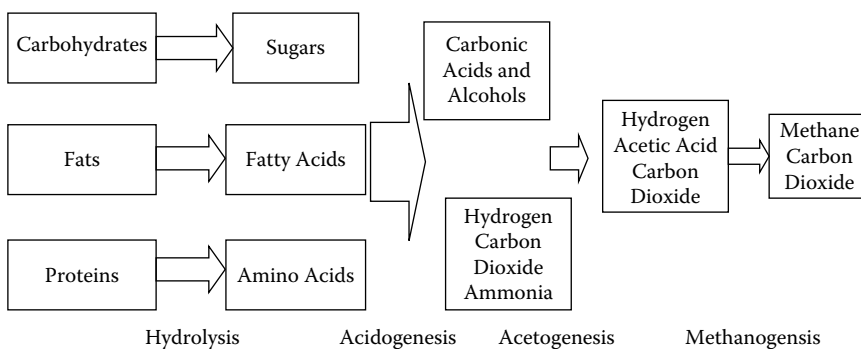 Carbohydrates
Sugars
Carbonic
Acids and
Alcohols
Fats
Fatty Acids
Hydrogen
Acetic Acid
Carbon
Dioxide
Methane
Carbon
Dioxide
Proteins
Amino Acids
Hydrogen
Carbon
Dioxide
Ammonia
Hydrolysis
Acidogenesis
Acetogenesis
Methanogensis